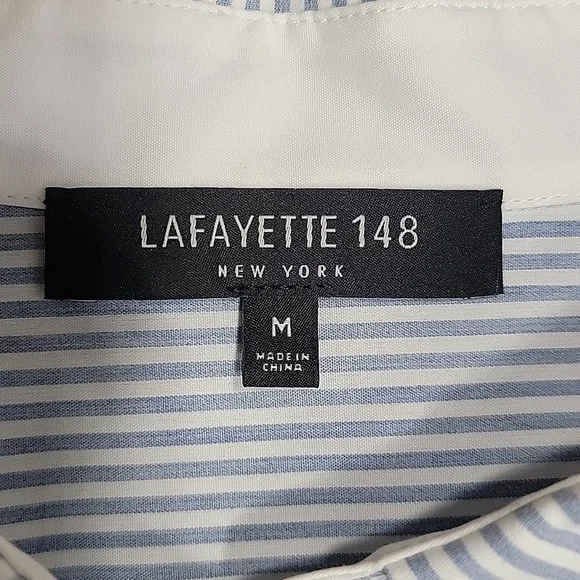 LAFAYETTE 148
NEW YORK
M
MADE IN
CHINA